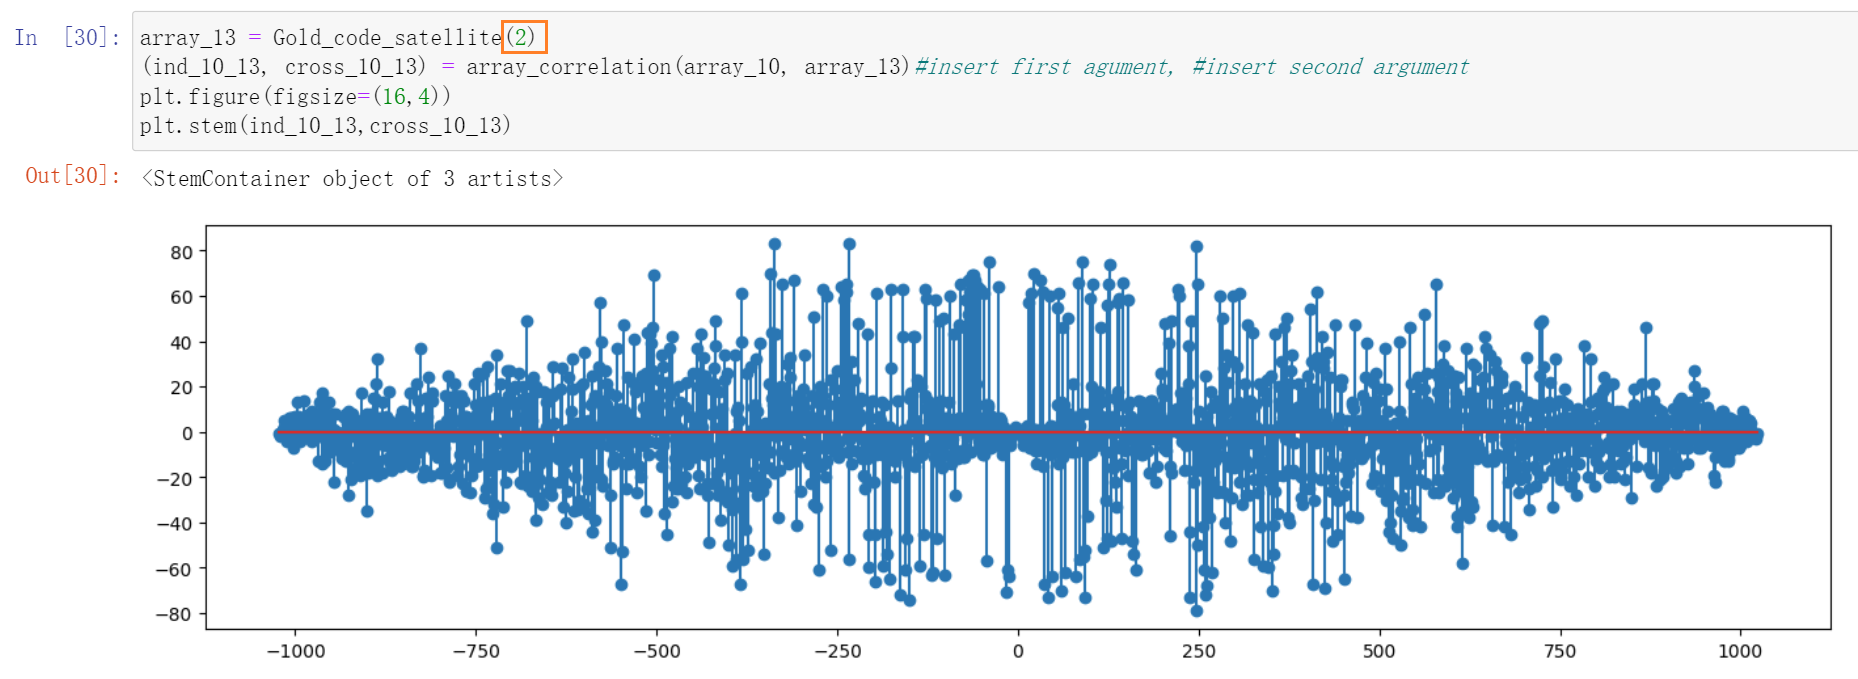 In [30]: array_13 = Gold_code_satellite(2)
(ind_10_13, cross_10_13) = array_correlation(array_10, array_13)#insert first agument, #insert second argument
plt.figure(figsize=(16,4))
plt.stem(ind_10_13,cross_10_13)
Out[30]: <StemContainer object of 3 artists>
80
60
40
20
0
−20
−40
−60
−80
−1000 −750 −500 −250 0 250 500 750 1000